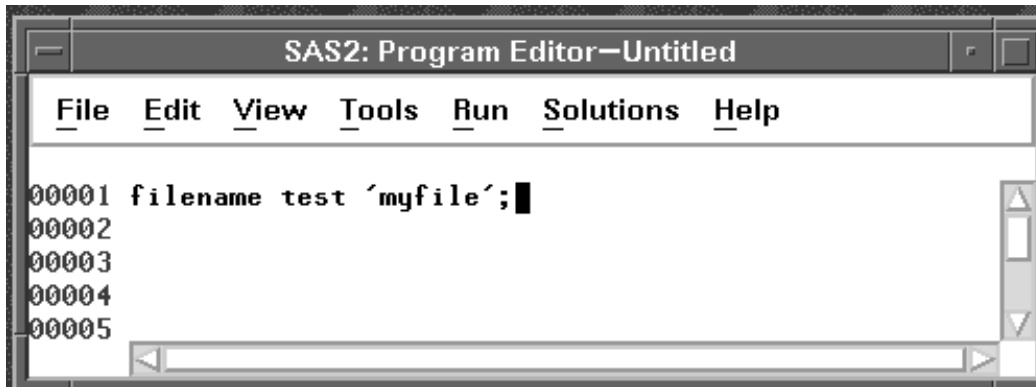 SAS2: Program Editor—Untitled
File Edit View Tools Run Solutions Help
00001 filename test ´myfile´;
00002
00003
00004
00005